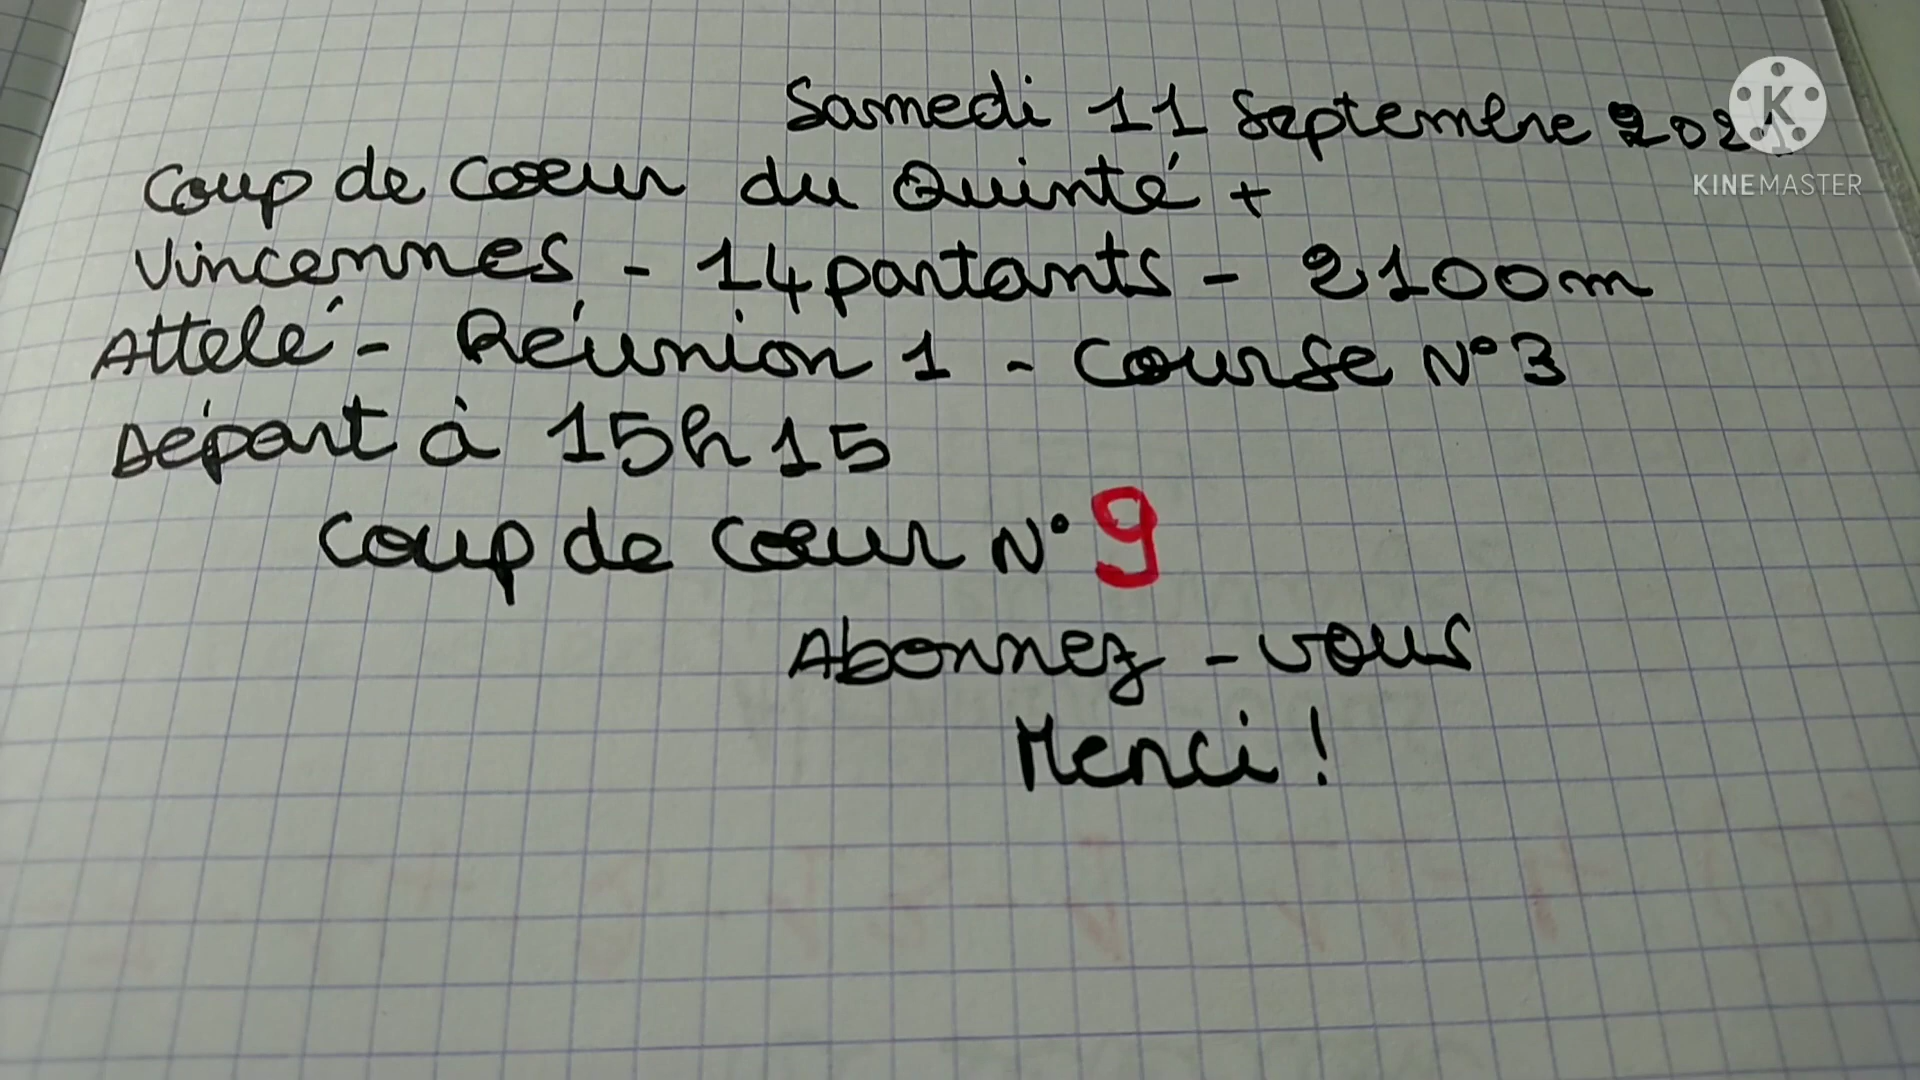 Samedi 11 Septembre 202
Coup de Coeur du Quinté +
Vincennes - 14 partants - 2100m
Attelé - Réunion 1 - Course N°3
Départ à 15h15
Coup de Coeur N° 9
Abonnez-vous
Merci !
KINEMASTER